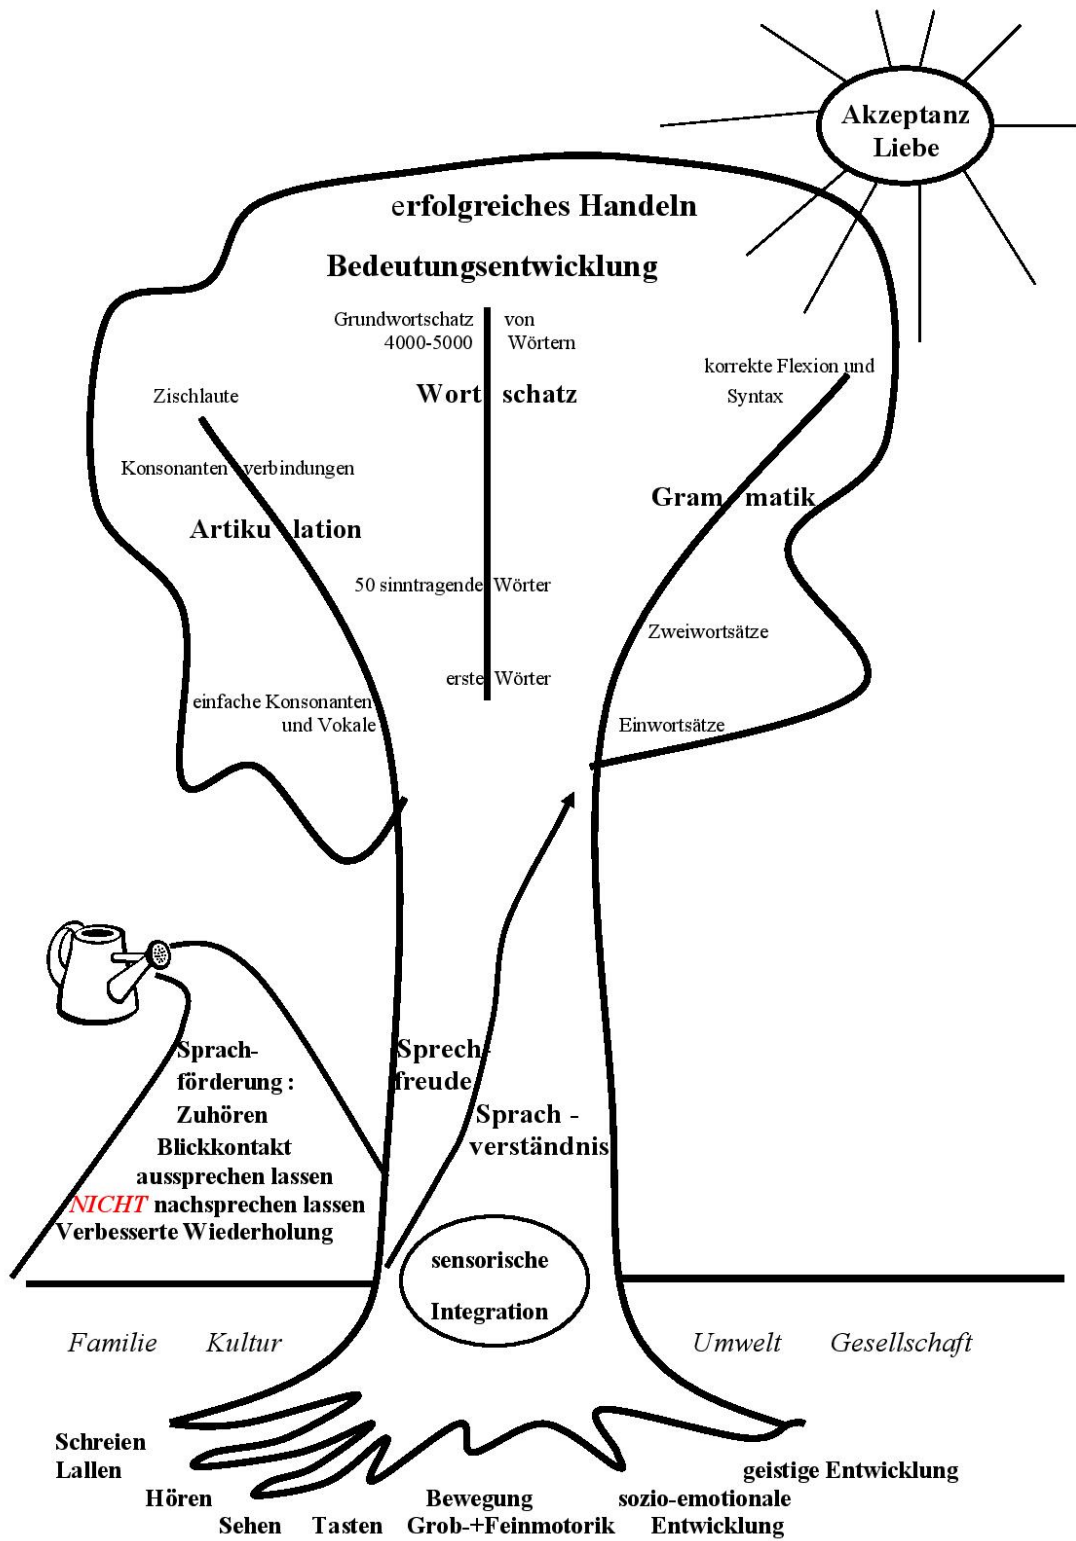 Akzeptanz
Liebe
erfolgreiches Handeln
Bedeutungsentwicklung
Grundwortschatz von
4000-5000 Wörtern
Wort schatz
korrekte Flexion und
Syntax
Zischlaute
Konsonanten verbindungen
Gram matik
Artiku lation
50 sinntragende Wörter
Zweiwortsätze
erste Wörter
einfache Konsonanten
und Vokale
Einwortsätze
Sprach-
förderung :
Zuhören
Blickkontakt
aussprechen lassen
NICHT nachsprechen lassen
Verbesserte Wiederholung
Sprech-
freude
Sprach -
verständnis
sensorische
Integration
Familie Kultur Umwelt Gesellschaft
Schreien
Lallen
Hören
Sehen
Tasten
Bewegung
Grob-+Feinmotorik
sozio-emotionale
Entwicklung
geistige Entwicklung